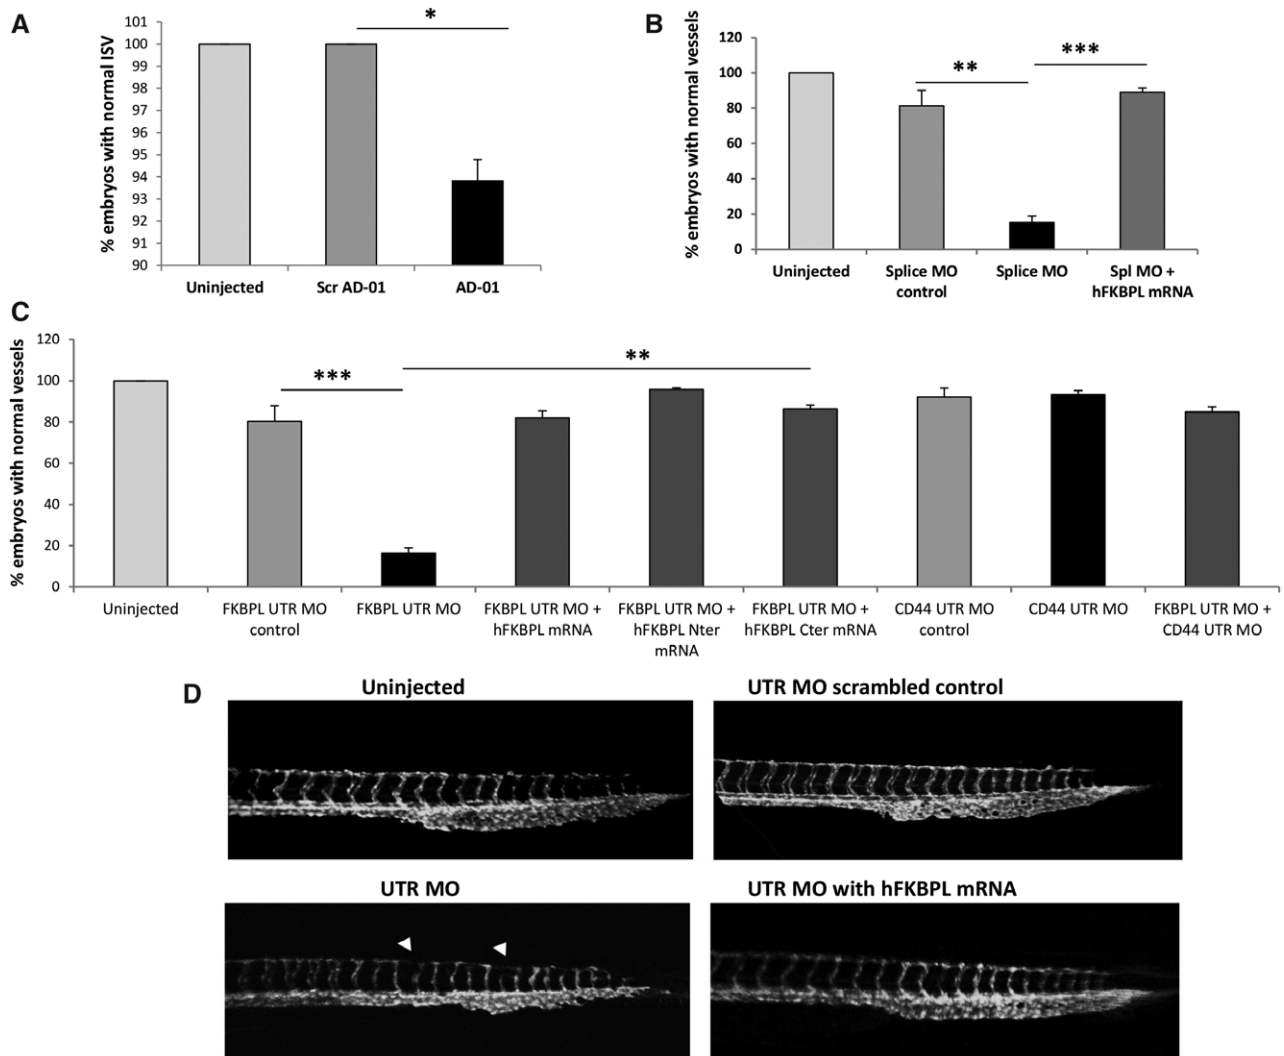 A
% embryos with normal ISV
101
100
99
98
97
96
95
94
93
92
91
90
*
Uninjected
Scr AD-01
AD-01
B
% embryos with normal vessels
120
100
80
60
40
20
0
**
***
Uninjected
Splice MO
control
Splice MO
Spl MO +
hFKBPL mRNA
C
% embryos with normal vessels
120
100
80
60
40
20
0
***
**
Uninjected
FKBPL UTR MO
control
FKBPL UTR MO
FKBPL UTR MO +
hFKBPL mRNA
FKBPL UTR MO +
hFKBPL Nter
mRNA
FKBPL UTR MO +
hFKBPL Cter mRNA
CD44 UTR MO
control
CD44 UTR MO
FKBPL UTR MO +
CD44 UTR MO
D
Uninjected
UTR MO scrambled control
UTR MO
UTR MO with hFKBPL mRNA